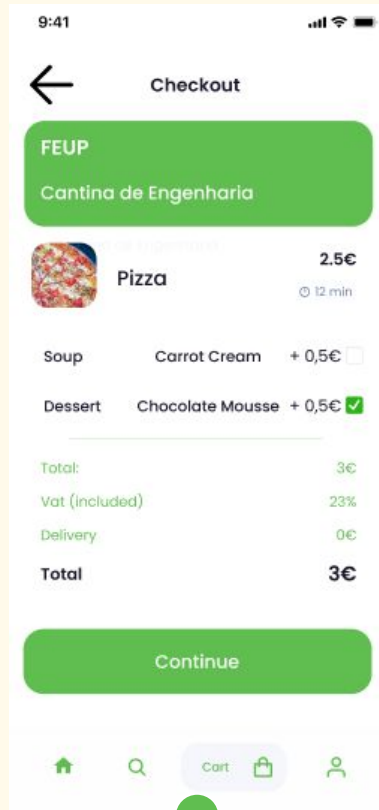 9:41
Checkout
FEUP
Cantina de Engenharia
Pizza 2.5€
12 min
Soup Carrot Cream + 0,5€
Dessert Chocolate Mousse + 0,5€
Total: 3€
Vat (included) 23%
Delivery 0€
Total 3€
Continue
Cart